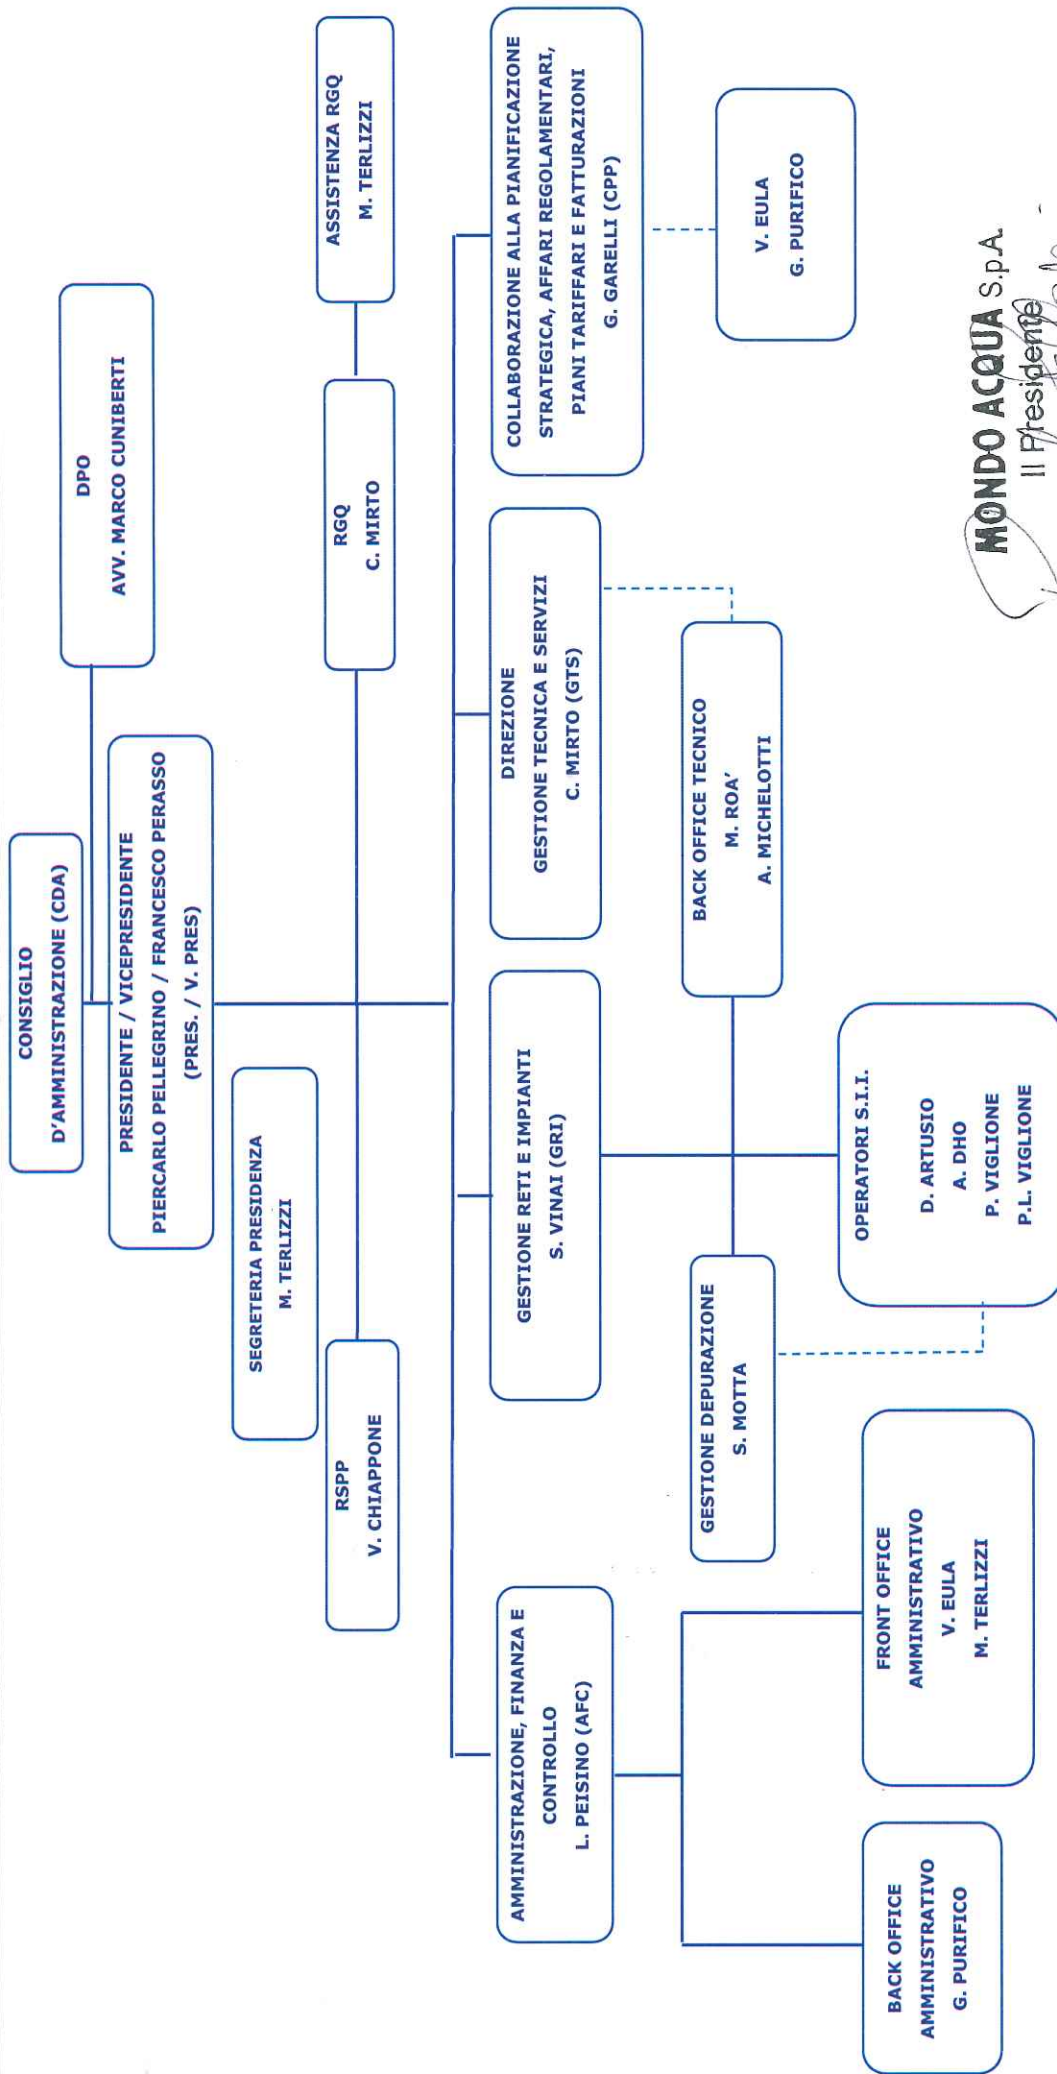 CONSIGLIO
D'AMMINISTRAZIONE (CDA)
DPO
AVV. MARCO CUNIBERTI
PRESIDENTE / VICEPRESIDENTE
PIERCARLO PELLEGRINO / FRANCESCO PERASSO
(PRES. / V. PRES)
SEGRETERIA PRESIDENZA
M. TERLIZZI
RSPP
V. CHIAPPONE
RGQ
C. MIRTO
ASSISTENZA RGQ
M. TERLIZZI
AMMINISTRAZIONE, FINANZA E
CONTROLLO
L. PEISINO (AFC)
GESTIONE RETI E IMPIANTI
S. VINAI (GRI)
DIREZIONE
GESTIONE TECNICA E SERVIZI
C. MIRTO (GTS)
COLLABORAZIONE ALLA PIANIFICAZIONE
STRATEGICA, AFFARI REGOLAMENTARI,
PIANI TARIFFARI E FATTURAZIONI
G. GARELLI (CPP)
GESTIONE DEPURAZIONE
S. MOTTA
BACK OFFICE TECNICO
M. ROA'
A. MICHELOTTI
V. EULA
G. PURIFICO
BACK OFFICE
AMMINISTRATIVO
G. PURIFICO
FRONT OFFICE
AMMINISTRATIVO
V. EULA
M. TERLIZZI
OPERATORI S.I.I.
D. ARTUSIO
A. DHO
P. VIGLIONE
P.L. VIGLIONE
MONDO ACQUA S.p.A.
Il Presidente